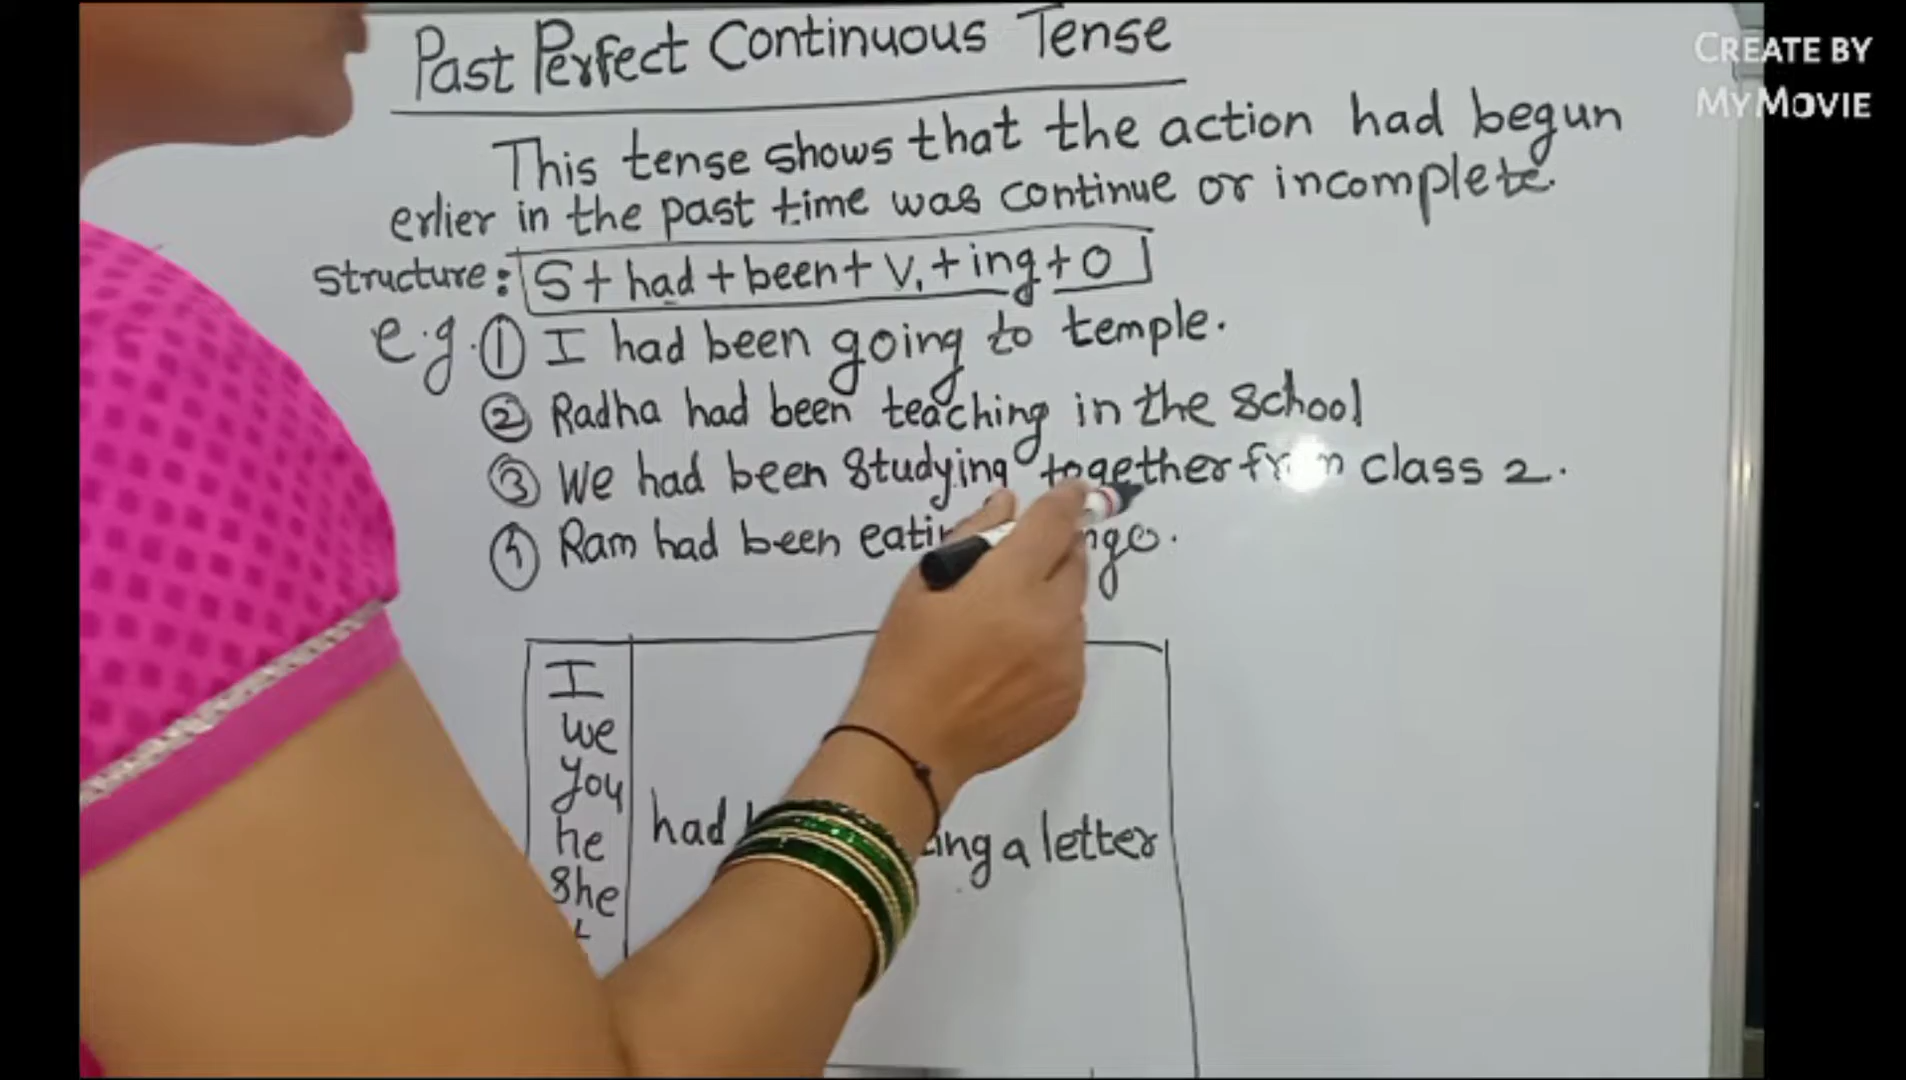 Past Perfect Continuous Tense
CREATE BY
MYMOVIE
This tense shows that the action had begun
erlier in the past time was continue or incomplete.
Structure: S + had + been + V₁ + ing + O
e.g. ① I had been going to temple.
② Radha had been teaching in the school
③ We had been studying together from class 2.
④ Ram had been
I
we
you
he
She
had a letter